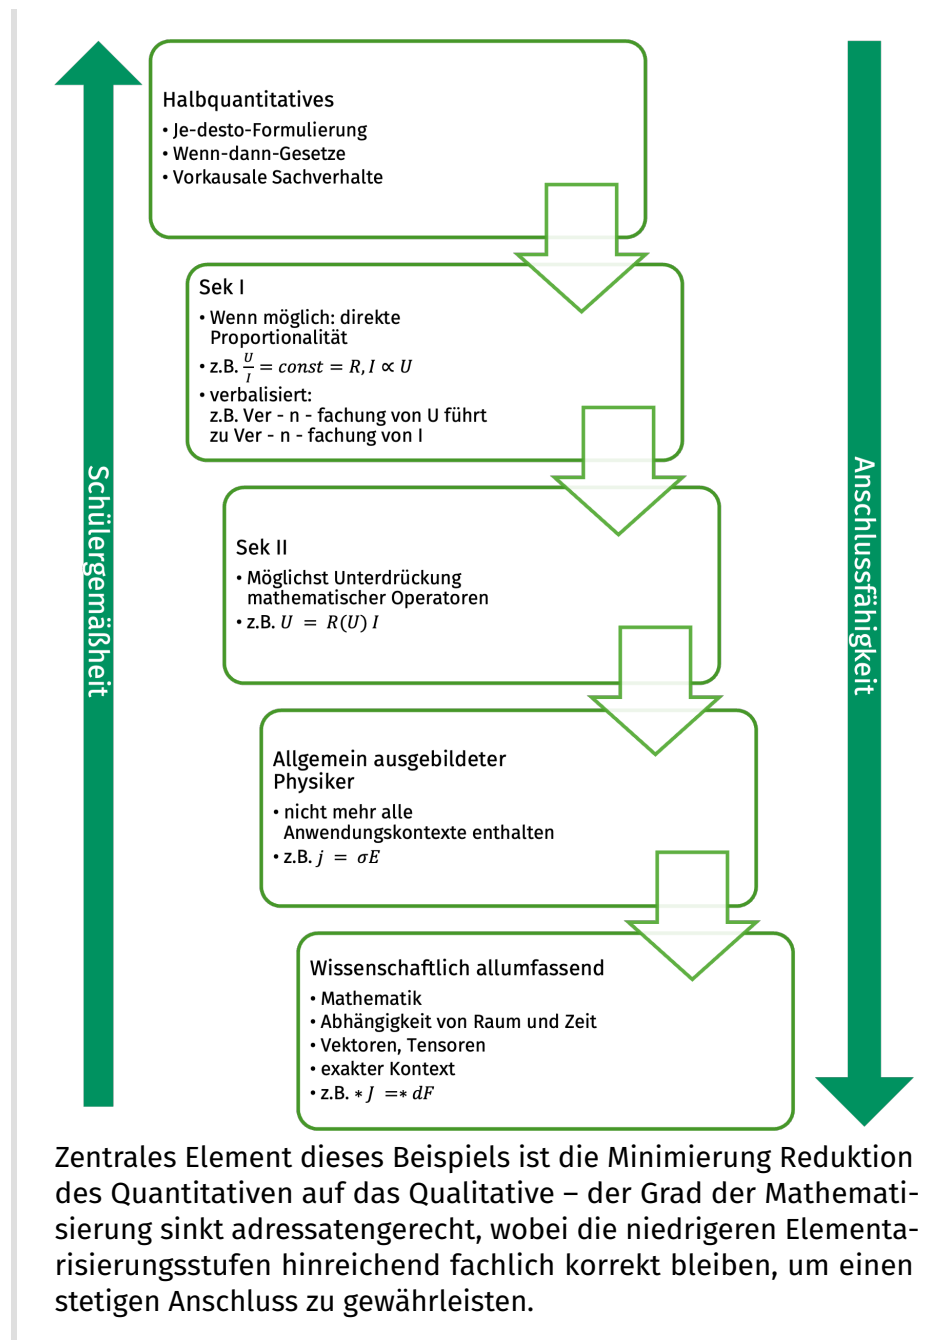 Halbquantitatives
• Je-desto-Formulierung
• Wenn-dann-Gesetze
• Vorkausale Sachverhalte
Sek I
• Wenn möglich: direkte
Proportionalität
• z.B. U/I = const = R, I ∝ U
• verbalisiert:
z.B. Ver - n - fachung von U führt
zu Ver - n - fachung von I
Sek II
• Möglichst Unterdrückung
mathematischer Operatoren
• z.B. U = R(U) I
Allgemein ausgebildeter
Physiker
• nicht mehr alle
Anwendungskontexte enthalten
• z.B. j = σE
Wissenschaftlich allumfassend
• Mathematik
• Abhängigkeit von Raum und Zeit
• Vektoren, Tensoren
• exakter Kontext
• z.B. ∗ J =∗ dF
Schülergemäßheit
Anschlussfähigkeit
Zentrales Element dieses Beispiels ist die Minimierung Reduktion
des Quantitativen auf das Qualitative – der Grad der Mathemati-
sierung sinkt adressatengerecht, wobei die niedrigeren Elementa-
risierungsstufen hinreichend fachlich korrekt bleiben, um einen
stetigen Anschluss zu gewährleisten.